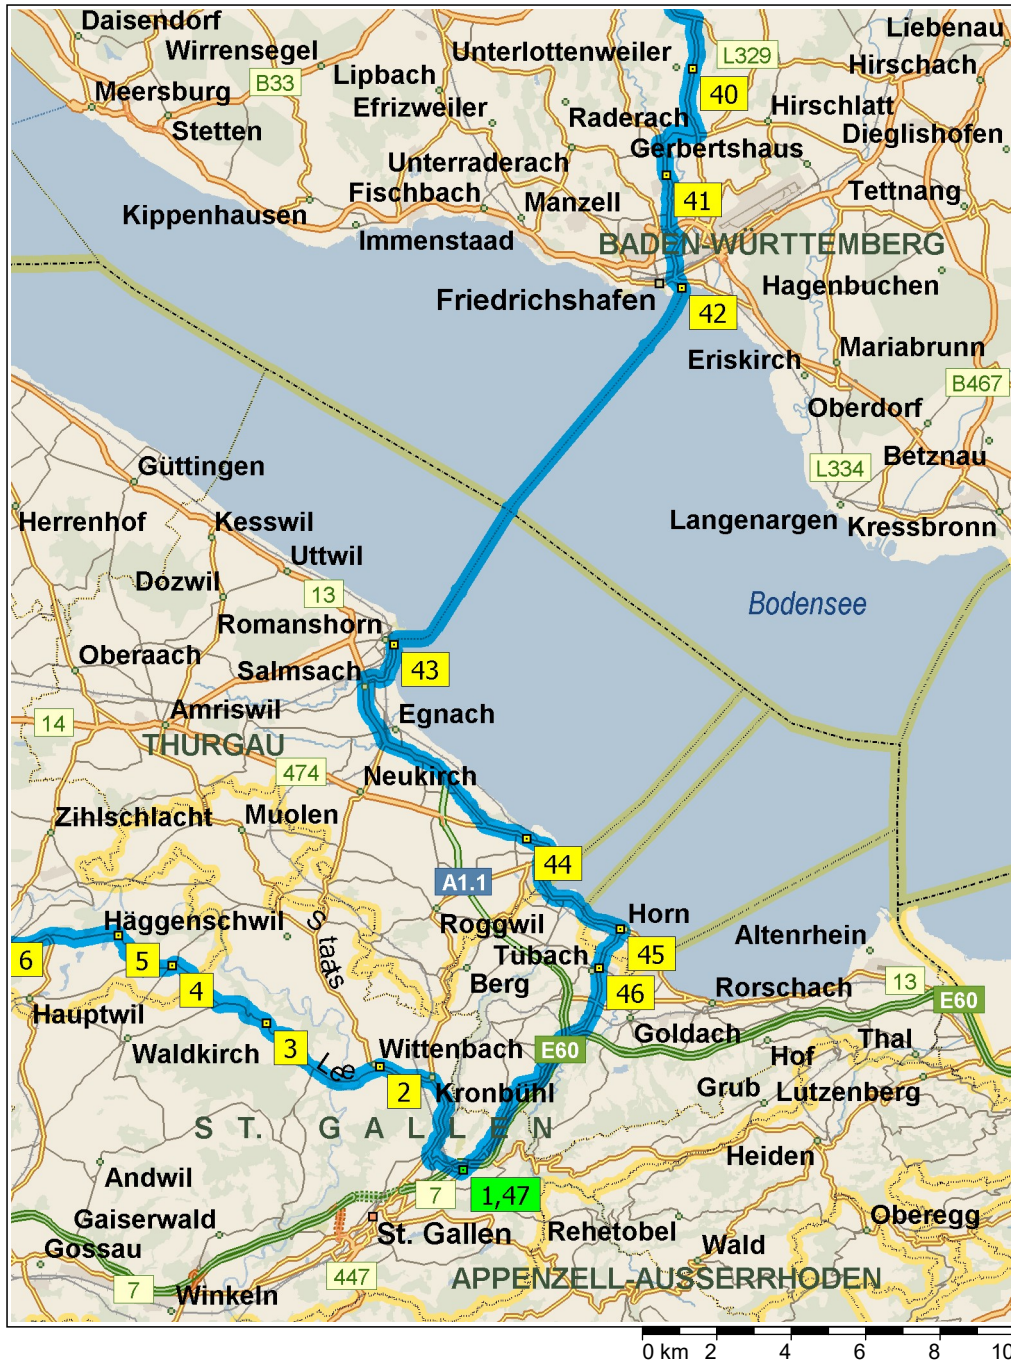 Daisendorf
Liebenau
Wirrensegel
Unterlottenweiler
L329
Hirschach
Lipbach
B33
Meersburg
Efrizweiler
40
Hirschlatt
Raderach
Stetten
Dieglishofen
Gerbertshaus
Unterraderach
Fischbach
Manzell
41
Tettnang
Kippenhausen
Immenstaad
BADEN-WÜRTTEMBERG
Hagenbuchen
Friedrichshafen
42
Mariabrunn
Eriskirch
B467
Oberdorf
Betznau
Güttingen
L334
Herrenhof
Kesswil
Langenargen
Kressbronn
Uttwil
Dozwil
13
Bodensee
Romanshorn
Oberaach
Salmsach
43
Amriswil
Egnach
14
THURGAU
474
Neukirch
Zihlschlacht
Muolen
44
A1.1
Häggenschwil
Staats
Roggwil
Horn
Altenrhein
6
5
45
Tübach
4
Berg
46
Rorschach
13
E60
Hauptwil
Goldach
Waldkirch
3
Wittenbach
E60
Hof
Thal
Lee
2
Kronbühl
Grub
Lutzenberg
ST. GALLEN
Heiden
Andwil
7
1,47
Gaiserwald
St. Gallen
Rehetobel
Oberegg
Gossau
Wald
7
447
APPENZELL-AUSSERRHODEN
Winkeln
0 km 2 4 6 8 10